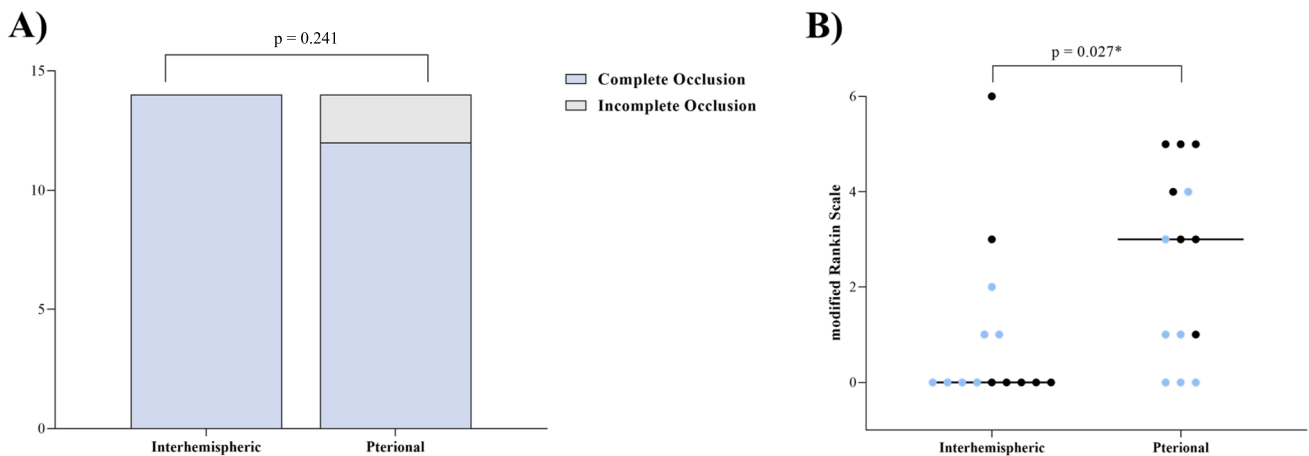 A)
p = 0.241
15
10
5
0
Interhemispheric
Pterional
Complete Occlusion
Incomplete Occlusion
B)
p = 0.027*
modified Rankin Scale
6
4
2
0
Interhemispheric
Pterional